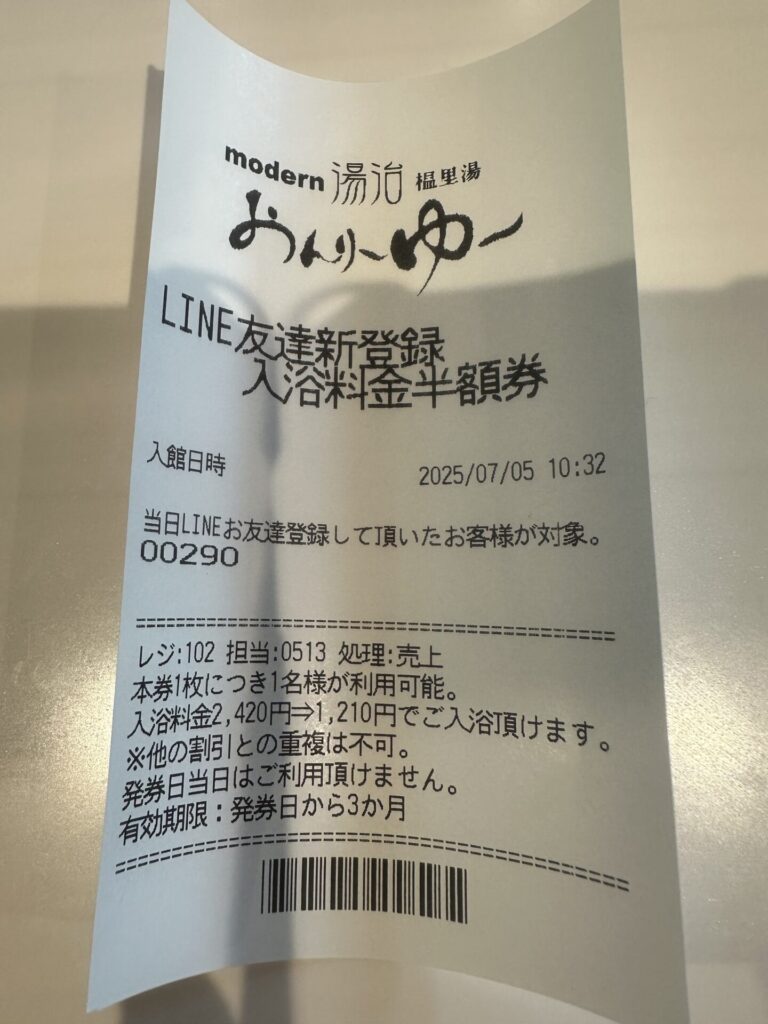 modern 湯治 榲里湯
おんりーゆー
LINE友達新登録
入浴料金半額券
入館日時 2025/07/05 10:32
当日LINEお友達登録して頂いたお客様が対象。
00290
レジ:102 担当:0513 処理:売上
本券1枚につき1名様が利用可能。
入浴料金2,420円⇒1,210円でご入浴頂けます。
※他の割引との重複は不可。
発券日当日はご利用頂けません。
有効期限：発券日から3か月